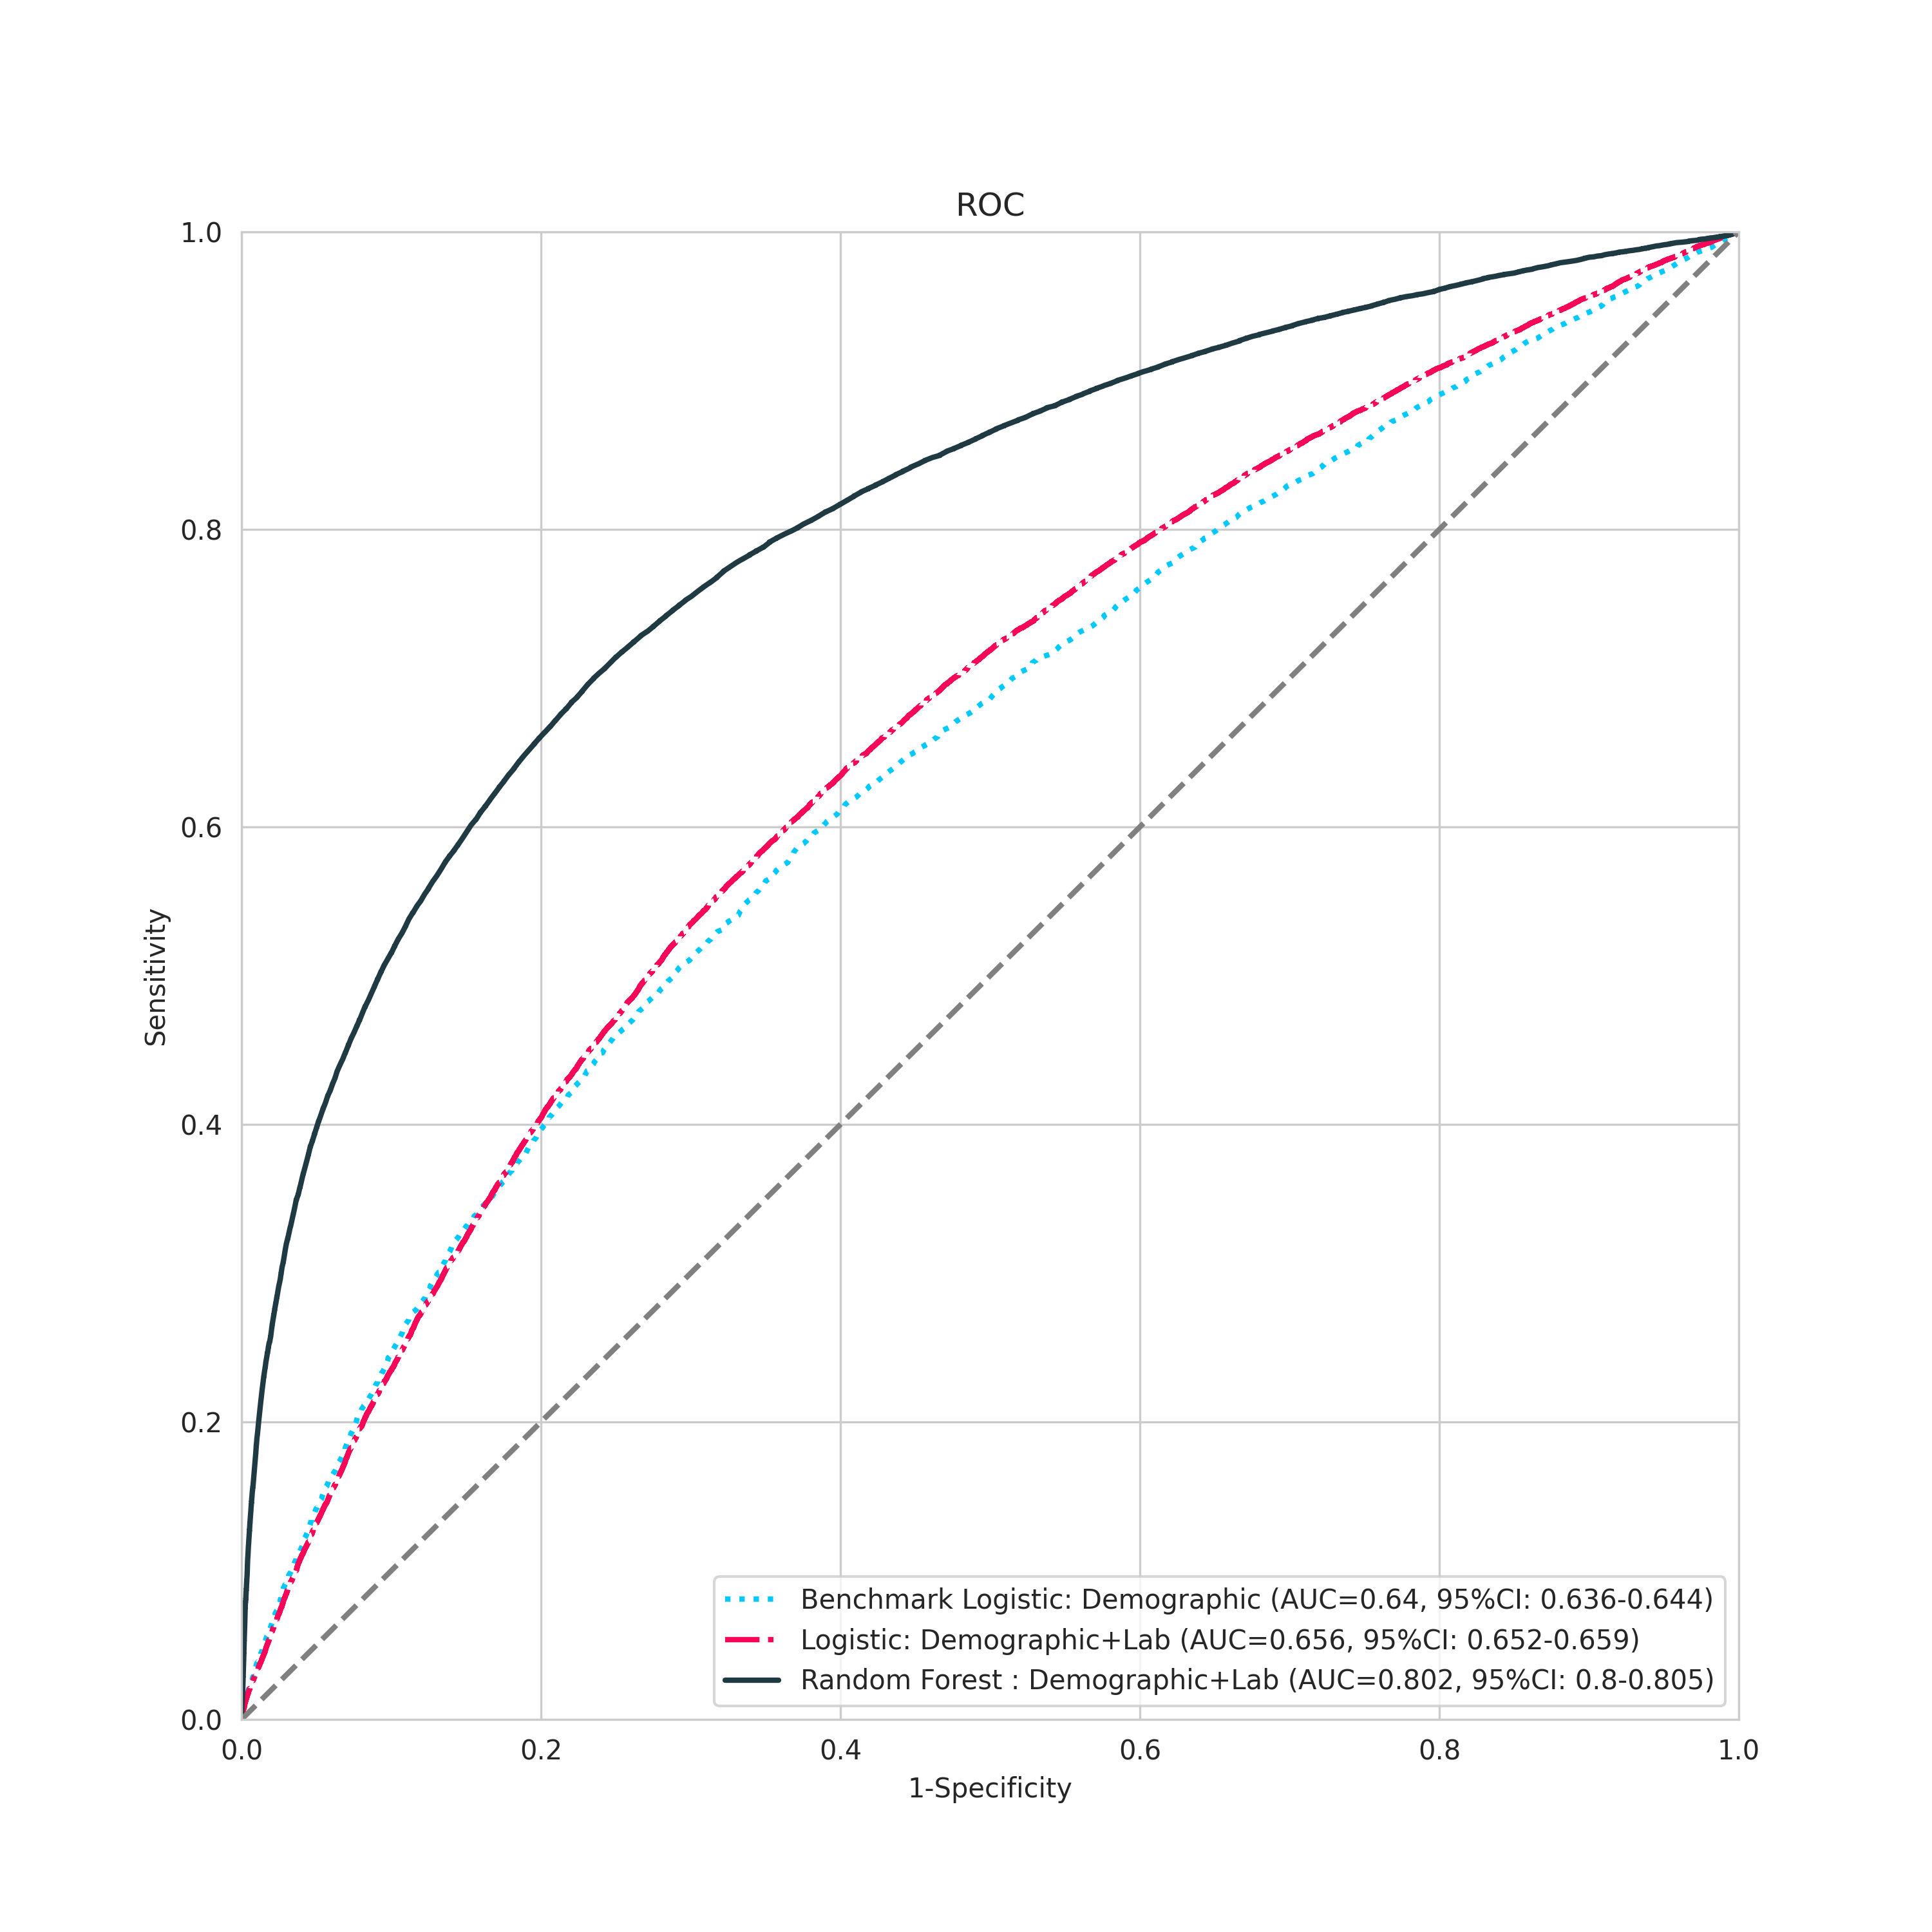 ROC
1.0
0.8
0.6
0.4
0.2
0.0
Sensitivity
0.0 0.2 0.4 0.6 0.8 1.0
1-Specificity
Benchmark Logistic: Demographic (AUC=0.64, 95%CI: 0.636-0.644)
Logistic: Demographic+Lab (AUC=0.656, 95%CI: 0.652-0.659)
Random Forest : Demographic+Lab (AUC=0.802, 95%CI: 0.8-0.805)